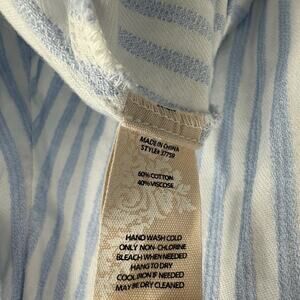 MADE IN CHINA
STYLE# 37759
60% COTTON
40% VISCOSE
HAND WASH COLD
ONLY NON-CHLORINE
BLEACH WHEN NEEDED
HANG TO DRY
COOL IRON IF NEEDED
MAY BE DRY CLEANED